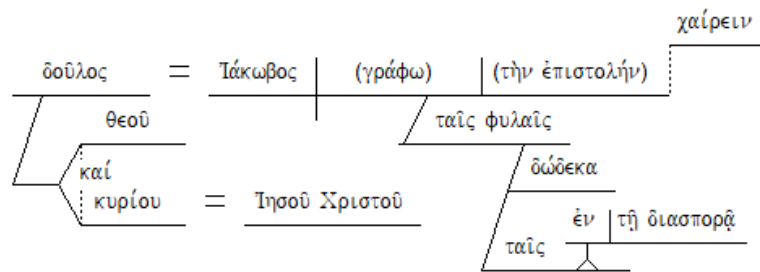 χαίρειν
δοῦλος = Ἰάκωβος (γράφω) (τὴν ἐπιστολήν)
θεοῦ ταῖς φυλαῖς
καί δώδεκα
κυρίου = Ἰησοῦ Χριστοῦ ἐν τῇ διασπορᾷ
ταῖς